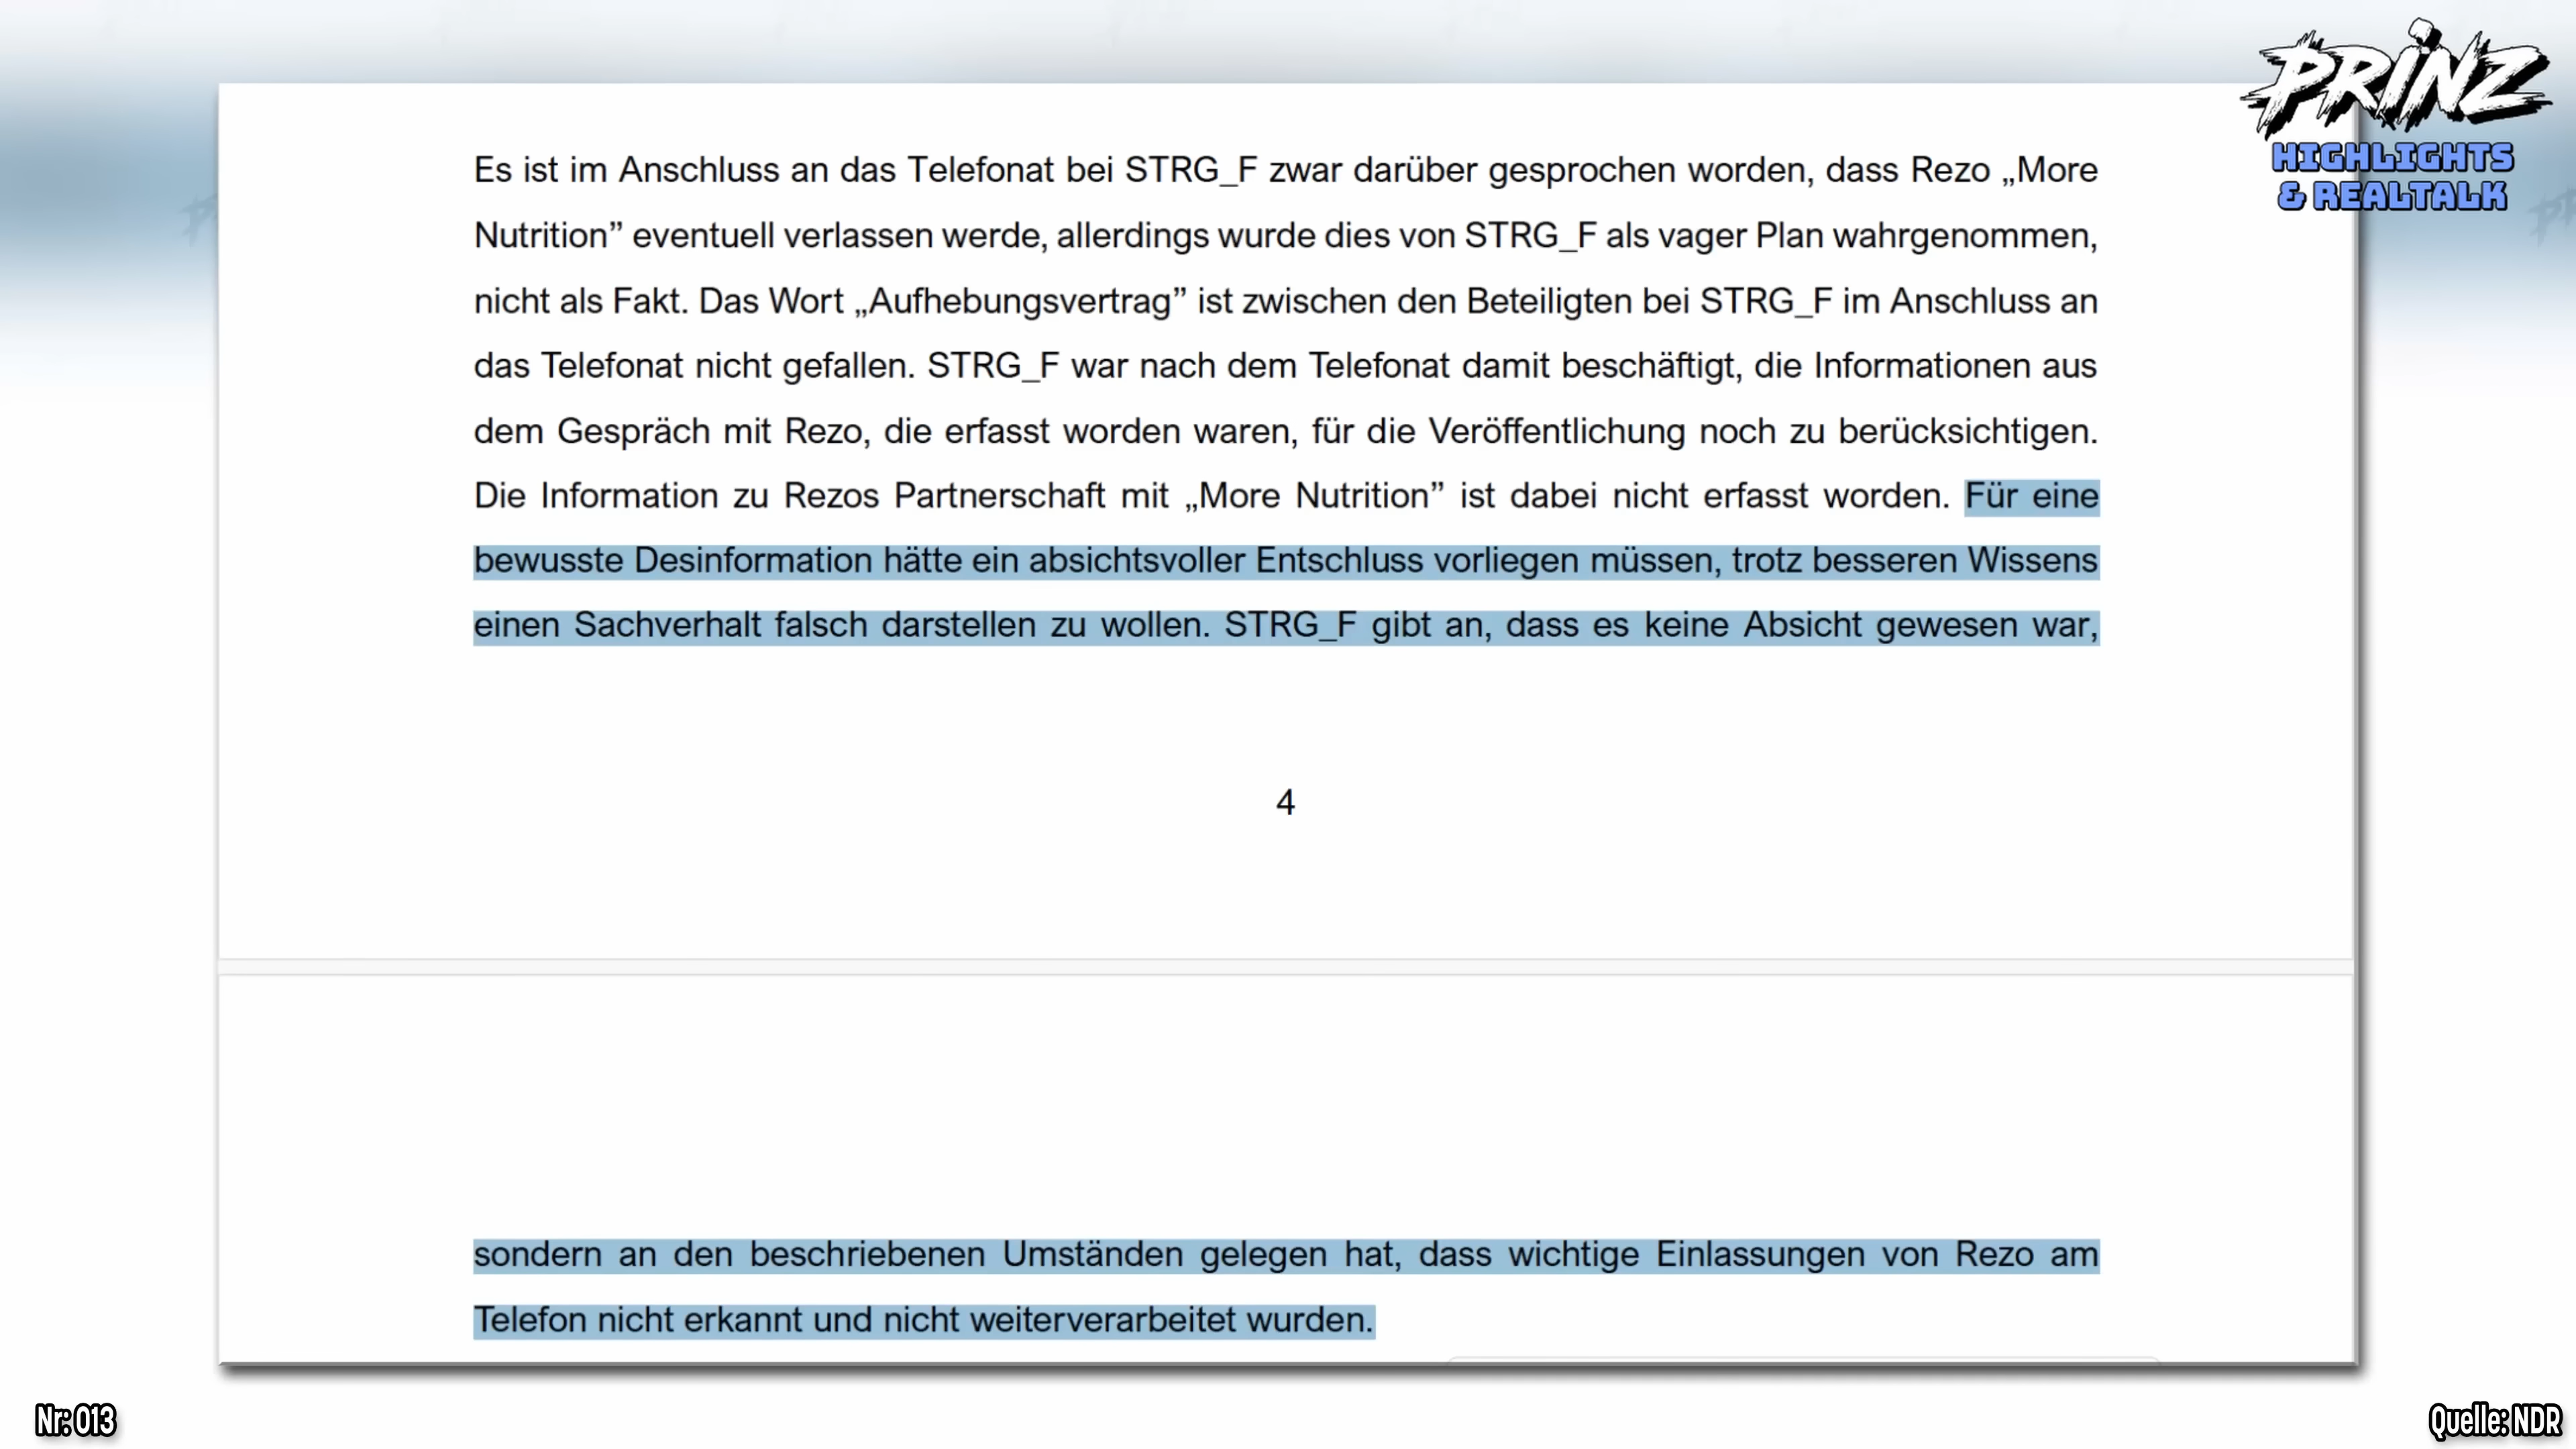 PRINZ
HIGHLIGHTS
& REALTALK
Es ist im Anschluss an das Telefonat bei STRG_F zwar darüber gesprochen worden, dass Rezo „More
Nutrition” eventuell verlassen werde, allerdings wurde dies von STRG_F als vager Plan wahrgenommen,
nicht als Fakt. Das Wort „Aufhebungsvertrag” ist zwischen den Beteiligten bei STRG_F im Anschluss an
das Telefonat nicht gefallen. STRG_F war nach dem Telefonat damit beschäftigt, die Informationen aus
dem Gespräch mit Rezo, die erfasst worden waren, für die Veröffentlichung noch zu berücksichtigen.
Die Information zu Rezos Partnerschaft mit „More Nutrition” ist dabei nicht erfasst worden. Für eine
bewusste Desinformation hätte ein absichtsvoller Entschluss vorliegen müssen, trotz besseren Wissens
einen Sachverhalt falsch darstellen zu wollen. STRG_F gibt an, dass es keine Absicht gewesen war,
4
sondern an den beschriebenen Umständen gelegen hat, dass wichtige Einlassungen von Rezo am
Telefon nicht erkannt und nicht weiterverarbeitet wurden.
Nr: 013
Quelle: NDR